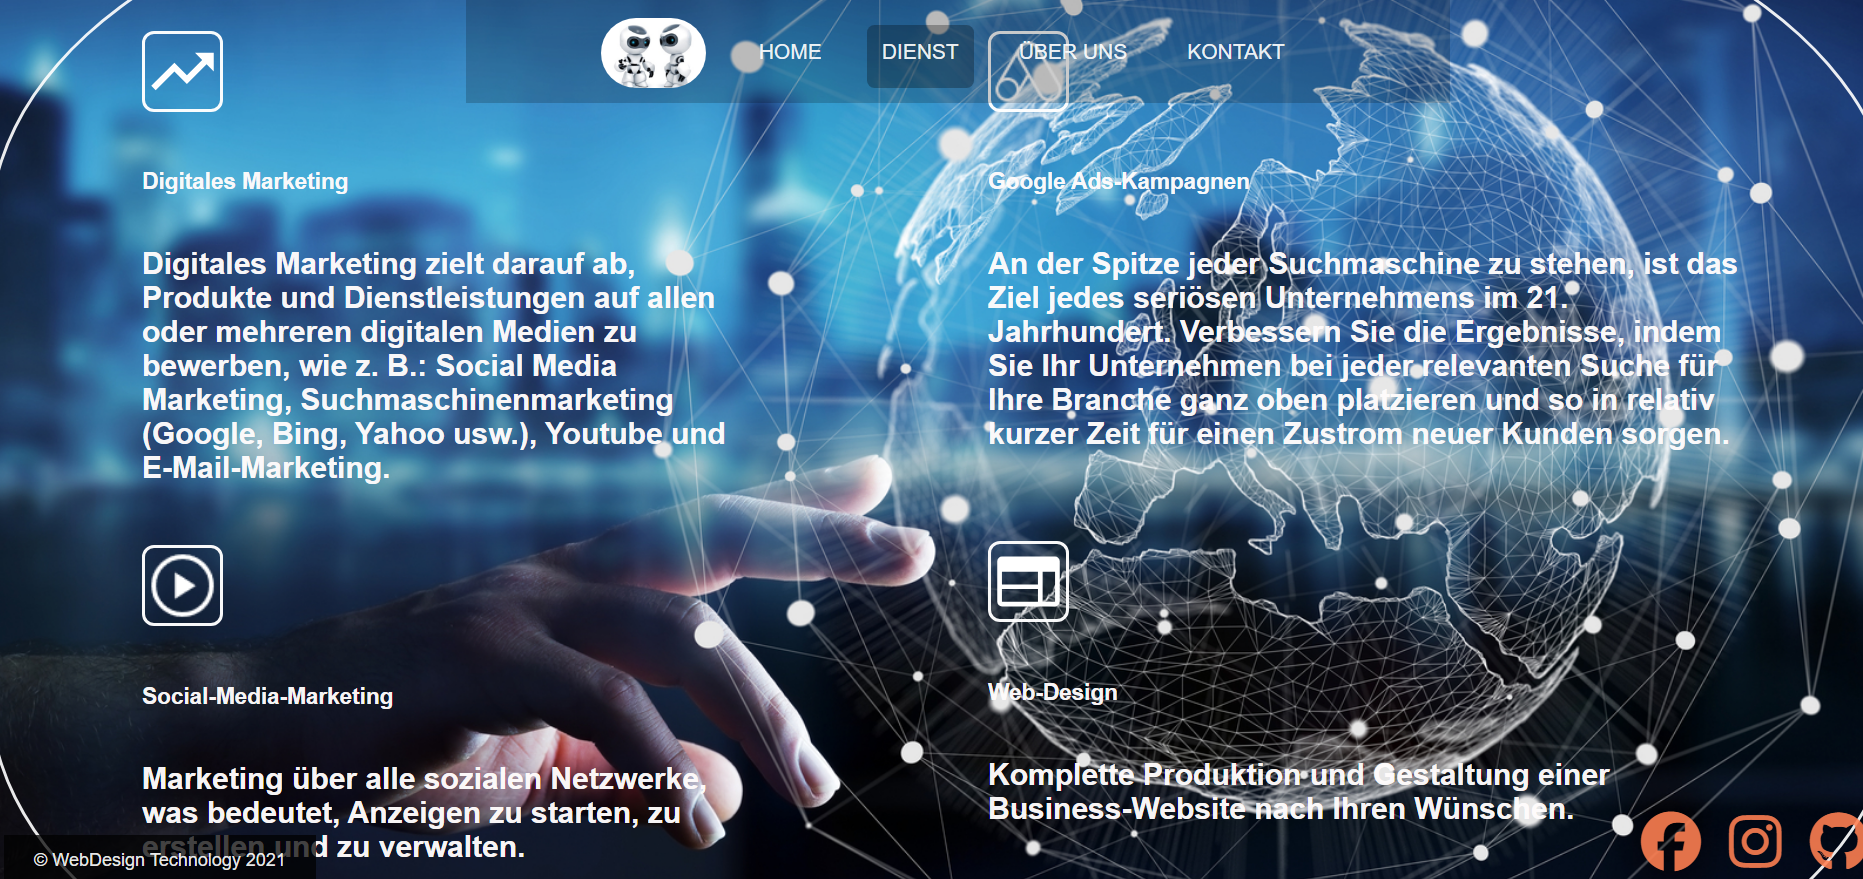 HOME
DIENST
ÜBER UNS
KONTAKT
Digitales Marketing
Digitales Marketing zielt darauf ab,
Produkte und Dienstleistungen auf allen
oder mehreren digitalen Medien zu
bewerben, wie z. B.: Social Media
Marketing, Suchmaschinenmarketing
(Google, Bing, Yahoo usw.), Youtube und
E-Mail-Marketing.
Google Ads-Kampagnen
An der Spitze jeder Suchmaschine zu stehen, ist das
Ziel jedes seriösen Unternehmens im 21.
Jahrhundert. Verbessern Sie die Ergebnisse, indem
Sie Ihr Unternehmen bei jeder relevanten Suche für
Ihre Branche ganz oben platzieren und so in relativ
kurzer Zeit für einen Zustrom neuer Kunden sorgen.
Social-Media-Marketing
Marketing über alle sozialen Netzwerke,
was bedeutet, Anzeigen zu starten, zu
erstellen und zu verwalten.
Web-Design
Komplette Produktion und Gestaltung einer
Business-Website nach Ihren Wünschen.
© WebDesign Technology 2021